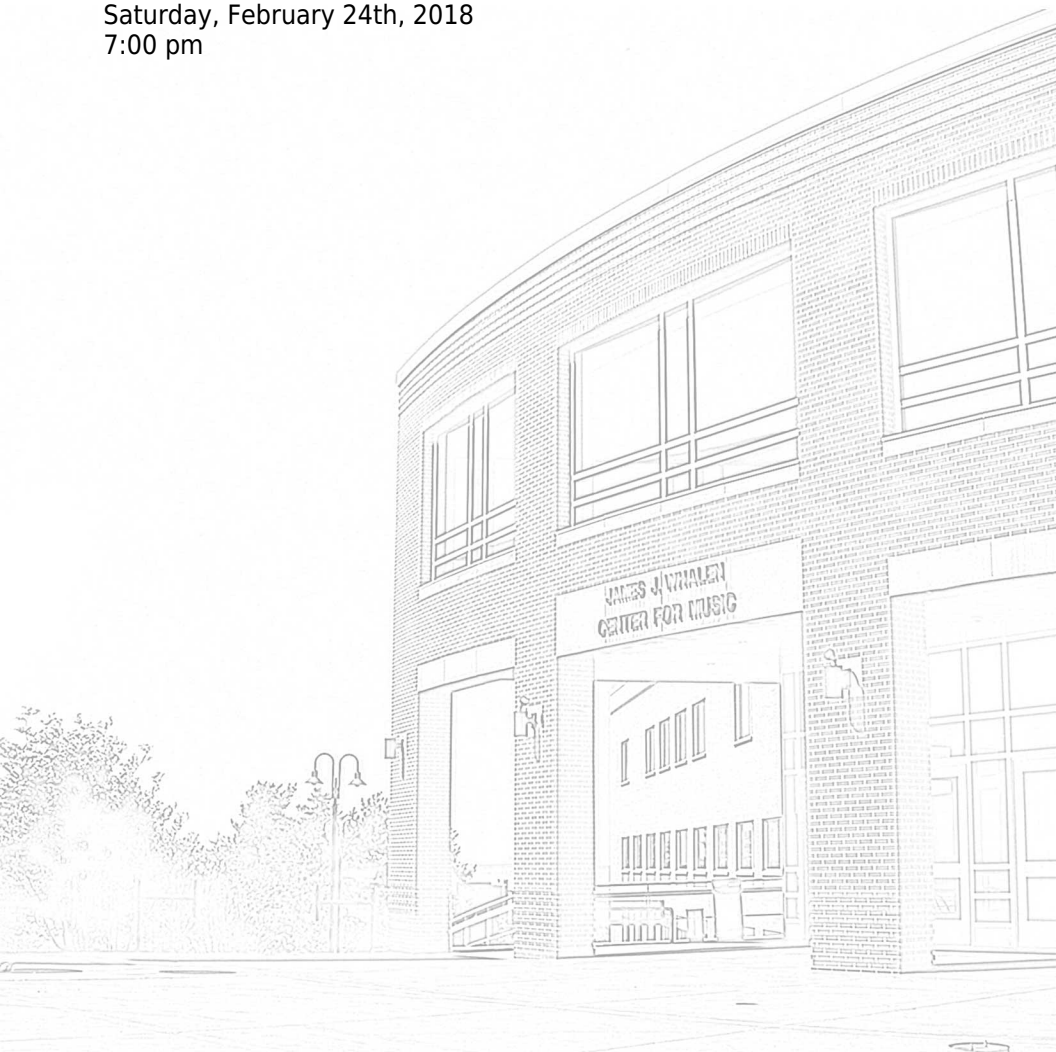 Saturday, February 24th, 2018
7:00 pm
JAMES J. WHALEN
CENTER FOR MUSIC